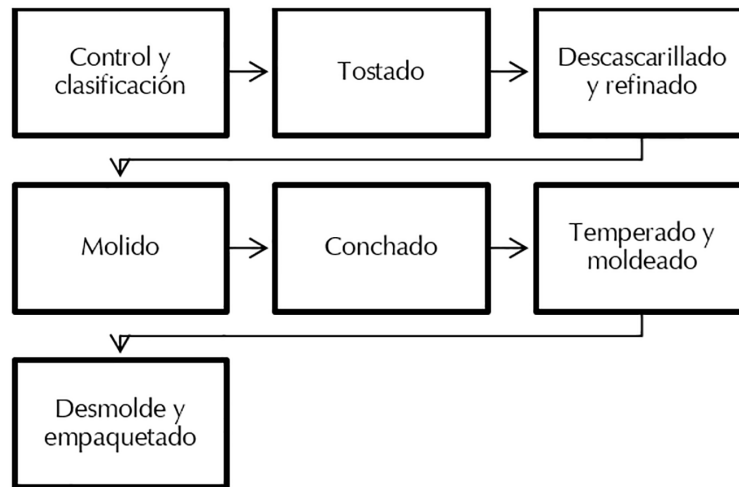 Control y
clasificación
Tostado
Descascarillado
y refinado
Molido
Conchado
Temperado y
moldeado
Desmolde y
empaquetado